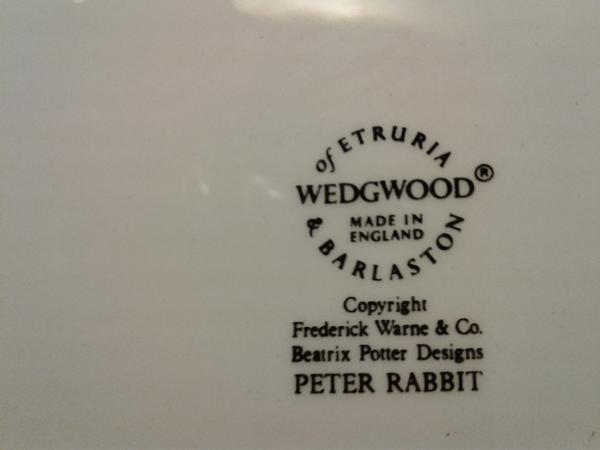 of ETRURIA
WEDGWOOD®
MADE IN
ENGLAND
& BARLASTON
Copyright
Frederick Warne & Co.
Beatrix Potter Designs
PETER RABBIT